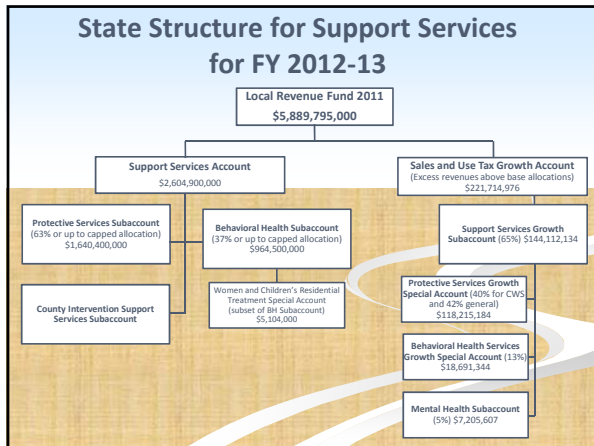 State Structure for Support Services
for FY 2012-13
Local Revenue Fund 2011
$5,889,795,000
Support Services Account
$2,604,900,000
Sales and Use Tax Growth Account
(Excess revenues above base allocations)
$221,714,976
Protective Services Subaccount
(63% or up to capped allocation)
$1,640,400,000
Behavioral Health Subaccount
(37% or up to capped allocation)
$964,500,000
Support Services Growth
Subaccount (65%) $144,112,134
Women and Children's Residential
Treatment Special Account
(subset of BH Subaccount)
$5,104,000
County Intervention Support
Services Subaccount
Protective Services Growth
Special Account (40% for CWS
and 42% general)
$118,215,184
Behavioral Health Services
Growth Special Account (13%)
$18,691,344
Mental Health Subaccount
(5%) $7,205,607